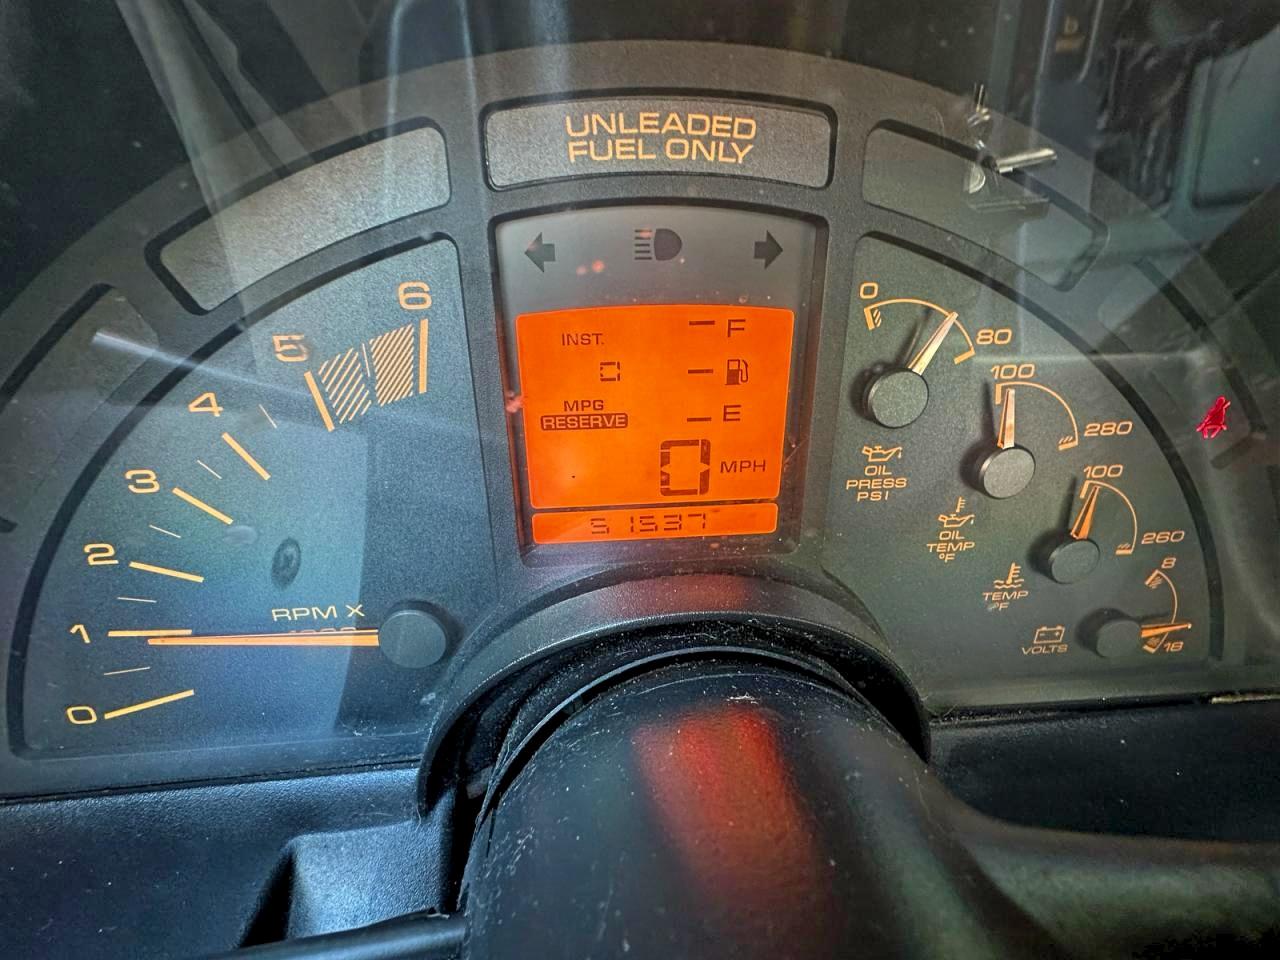 UNLEADED
FUEL ONLY
6
5
4
3
2
1
0
RPM X
INST.
0
MPG
RESERVE
F
E
0 MPH
51537
0
80
OIL
PRESS
PSI
100
280
OIL
TEMP
°F
100
260
TEMP
°F
8
18
VOLTS